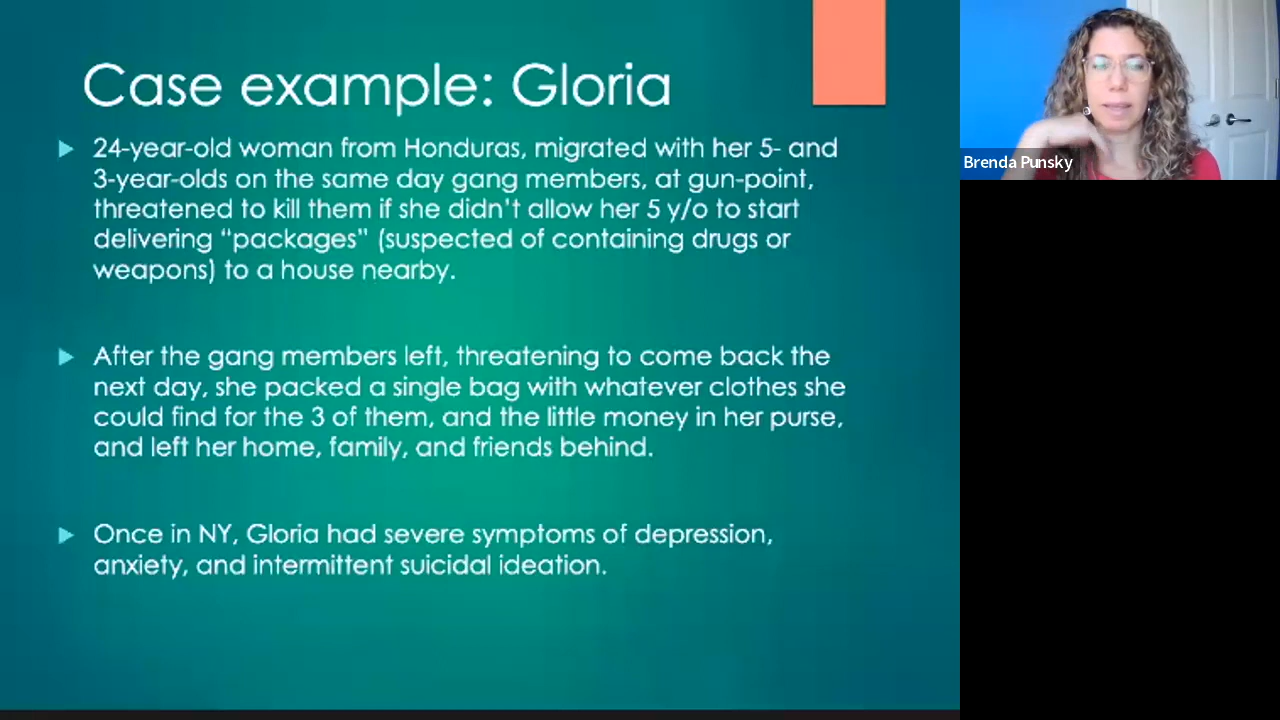 Case example: Gloria
24-year-old woman from Honduras, migrated with her 5- and
3-year-olds on the same day gang members, at gun-point,
threatened to kill them if she didn't allow her 5 y/o to start
delivering “packages” (suspected of containing drugs or
weapons) to a house nearby.
After the gang members left, threatening to come back the
next day, she packed a single bag with whatever clothes she
could find for the 3 of them, and the little money in her purse,
and left her home, family, and friends behind.
Once in NY, Gloria had severe symptoms of depression,
anxiety, and intermittent suicidal ideation.
Brenda Punsky